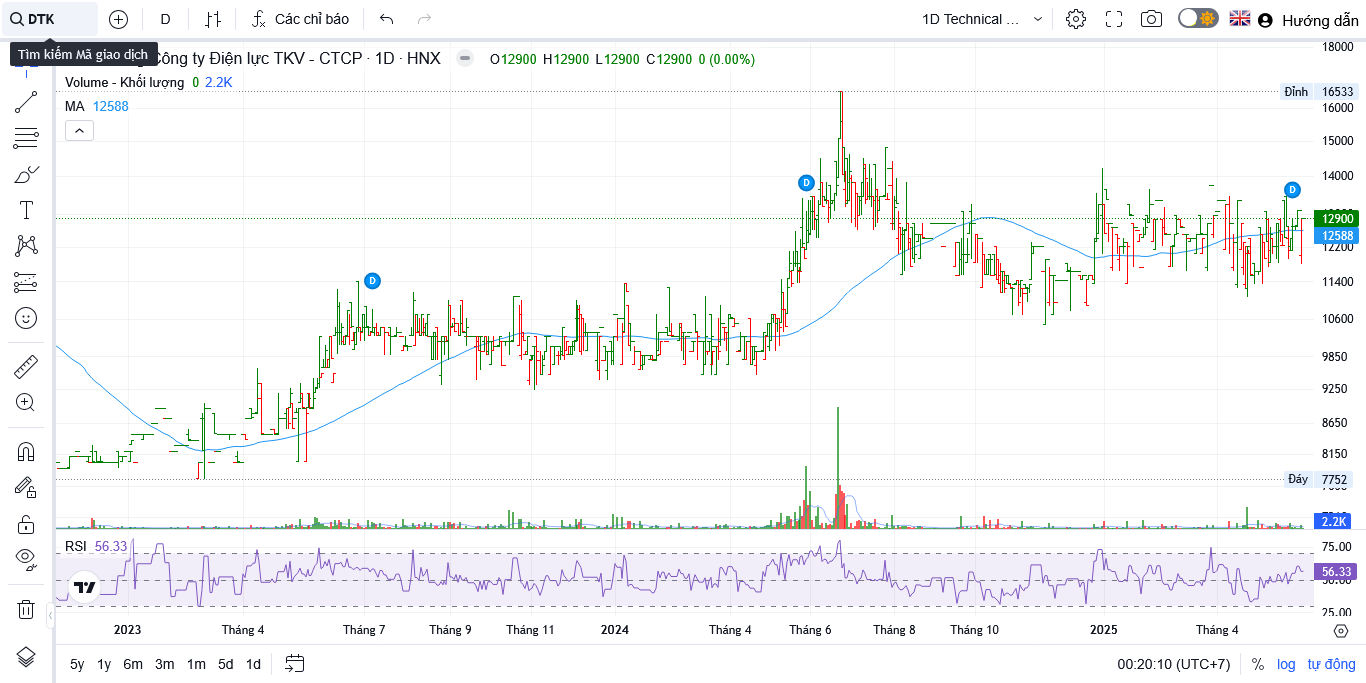 DTK
D
Các chỉ báo
1D Technical ...
Hướng dẫn
Tìm kiếm Mã giao dịch
Công ty Điện lực TKV - CTCP · 1D · HNX
O12900 H12900 L12900 C12900 0 (0.00%)
Volume - Khối lượng 0 2.2K
MA 12588
18000
Đỉnh 16533
16000
15000
14000
12900
12588
12200
11400
10600
9850
9250
8650
8150
Đáy 7752
2.2K
D
D
D
RSI 56.33
75.00
56.33
50.00
25.00
2023 Tháng 4 Tháng 7 Tháng 9 Tháng 11 2024 Tháng 4 Tháng 6 Tháng 8 Tháng 10 2025 Tháng 4
5y 1y 6m 3m 1m 5d 1d
00:20:10 (UTC+7) % log tự động